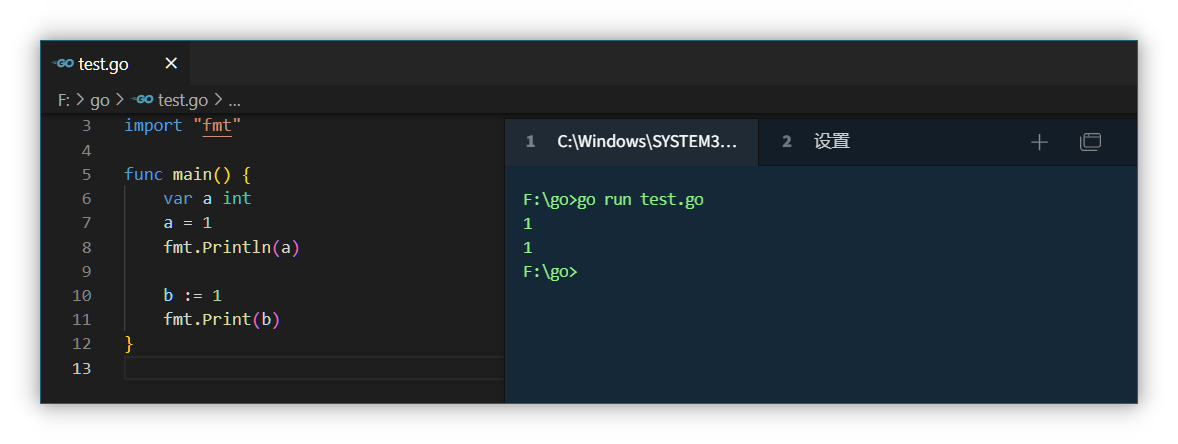 GO test.go ×
F: > go > GO test.go > ...
3 import "fmt"
4
5 func main() {
6 var a int
7 a = 1
8 fmt.Println(a)
9
10 b := 1
11 fmt.Print(b)
12 }
13
1 C:\Windows\SYSTEM3... 2 设置
F:\go>go run test.go
1
1
F:\go>